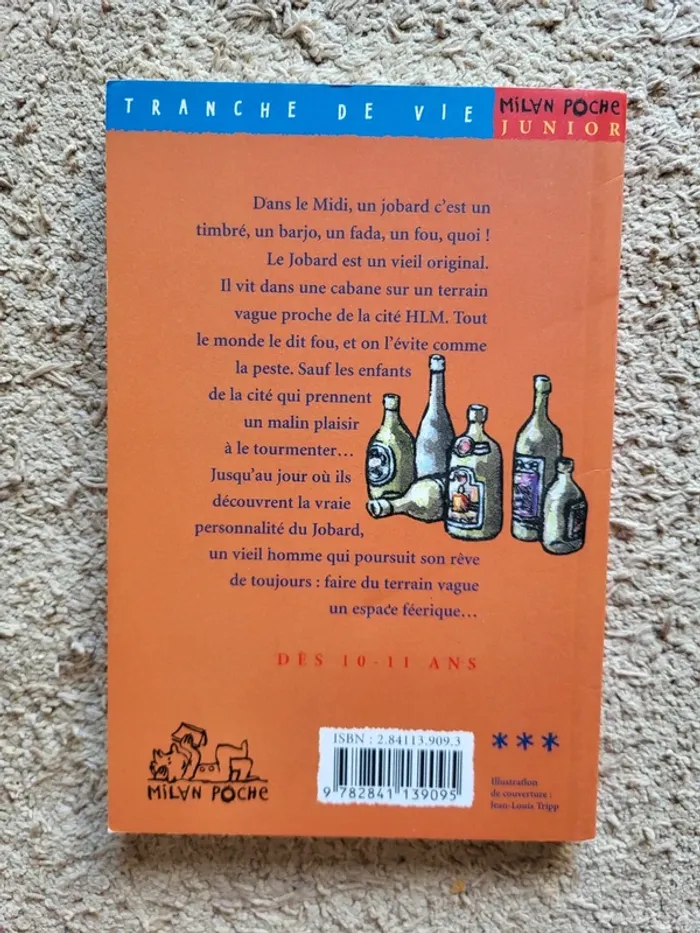 TRANCHE DE VIE
MILAN POCHE
JUNIOR
Dans le Midi, un jobard c'est un
timbré, un barjo, un fada, un fou, quoi !
Le Jobard est un vieil original.
Il vit dans une cabane sur un terrain
vague proche de la cité HLM. Tout
le monde le dit fou, et on l'évite comme
la peste. Sauf les enfants
de la cité qui prennent
un malin plaisir
à le tourmenter…
Jusqu'au jour où ils
découvrent la vraie
personnalité du Jobard,
un vieil homme qui poursuit son rêve
de toujours : faire du terrain vague
un espace féerique…
DÈS 10-11 ANS
MILAN POCHE
ISBN : 2.84113.909.3
9 782841 139095
***
Illustration
de couverture :
Jean-Louis Tripp